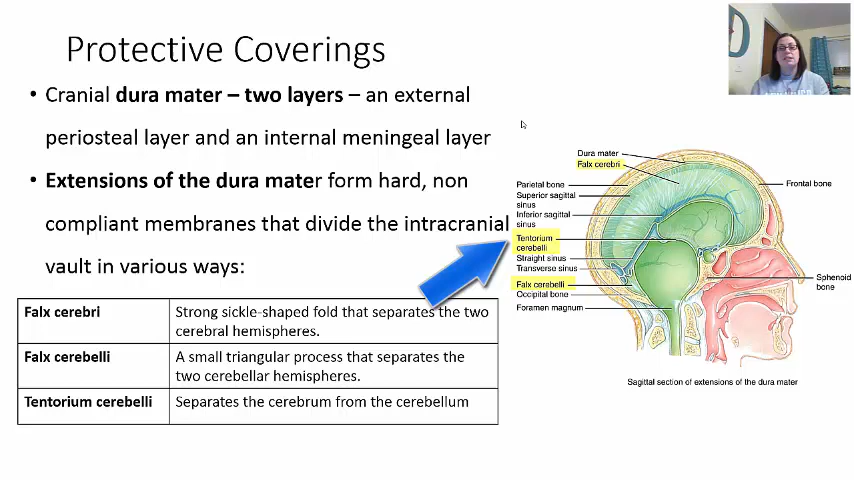 Protective Coverings
• Cranial dura mater – two layers – an external
periosteal layer and an internal meningeal layer
• Extensions of the dura mater form hard, non
compliant membranes that divide the intracranial
vault in various ways:
Falx cerebri
Strong sickle-shaped fold that separates the two
cerebral hemispheres.
Falx cerebelli
A small triangular process that separates the
two cerebellar hemispheres.
Tentorium cerebelli
Separates the cerebrum from the cerebellum
Dura mater
Falx cerebri
Parietal bone
Superior sagittal
sinus
Inferior sagittal
sinus
Tentorium
cerebelli
Straight sinus
Transverse sinus
Falx cerebelli
Occipital bone
Foramen magnum
Frontal bone
Sphenoid
bone
Sagittal section of extensions of the dura mater